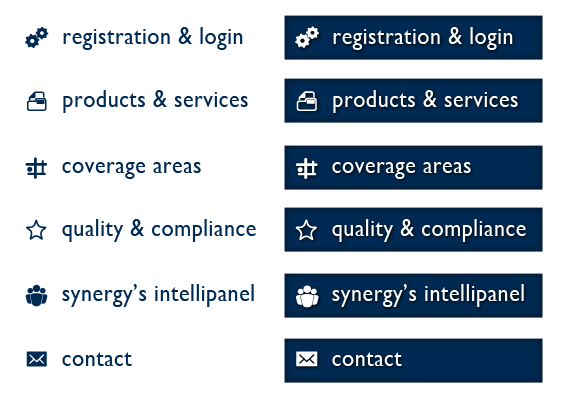 registration & login
registration & login
products & services
products & services
coverage areas
coverage areas
quality & compliance
quality & compliance
synergy's intellipanel
synergy's intellipanel
contact
contact